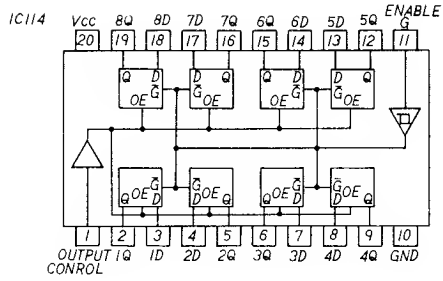 IC114 Vcc 8Q 8D 7D 7Q 6Q 6D 5D 5Q ENABLE G
20 19 18 17 16 15 14 13 12 11
Q D D Q Q D D Q
G̅ G̅
OE OE OE OE
G̅ G̅
OE OE OE OE
Q D D Q Q D D Q
1 2 3 4 5 6 7 8 9 10
OUTPUT CONROL 1Q 1D 2D 2Q 3Q 3D 4D 4Q GND